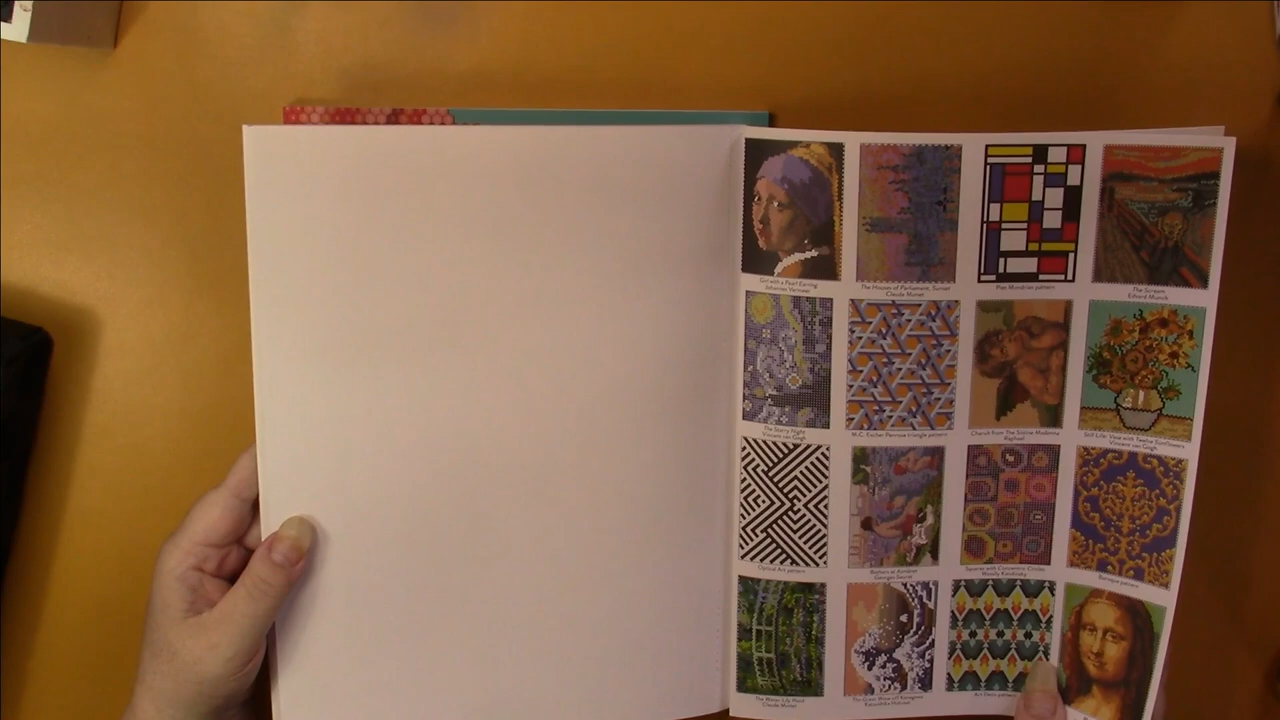 Girl with a Pearl Earring
Johannes Vermeer
The Houses of Parliament, Sunset
Claude Monet
Piet Mondrian pattern
The Scream
Edvard Munch
The Starry Night
Vincent van Gogh
M.C. Escher Penrose triangle pattern
Cherub from The Sistine Madonna
Raphael
Still Life: Vase with Twelve Sunflowers
Vincent van Gogh
Optical Art pattern
Bathers at Asnières
Georges Seurat
Squares with Concentric Circles
Wassily Kandinsky
Baroque pattern
The Water-Lily Pond
Claude Monet
The Great Wave off Kanagawa
Katsushika Hokusai
Art Deco pattern